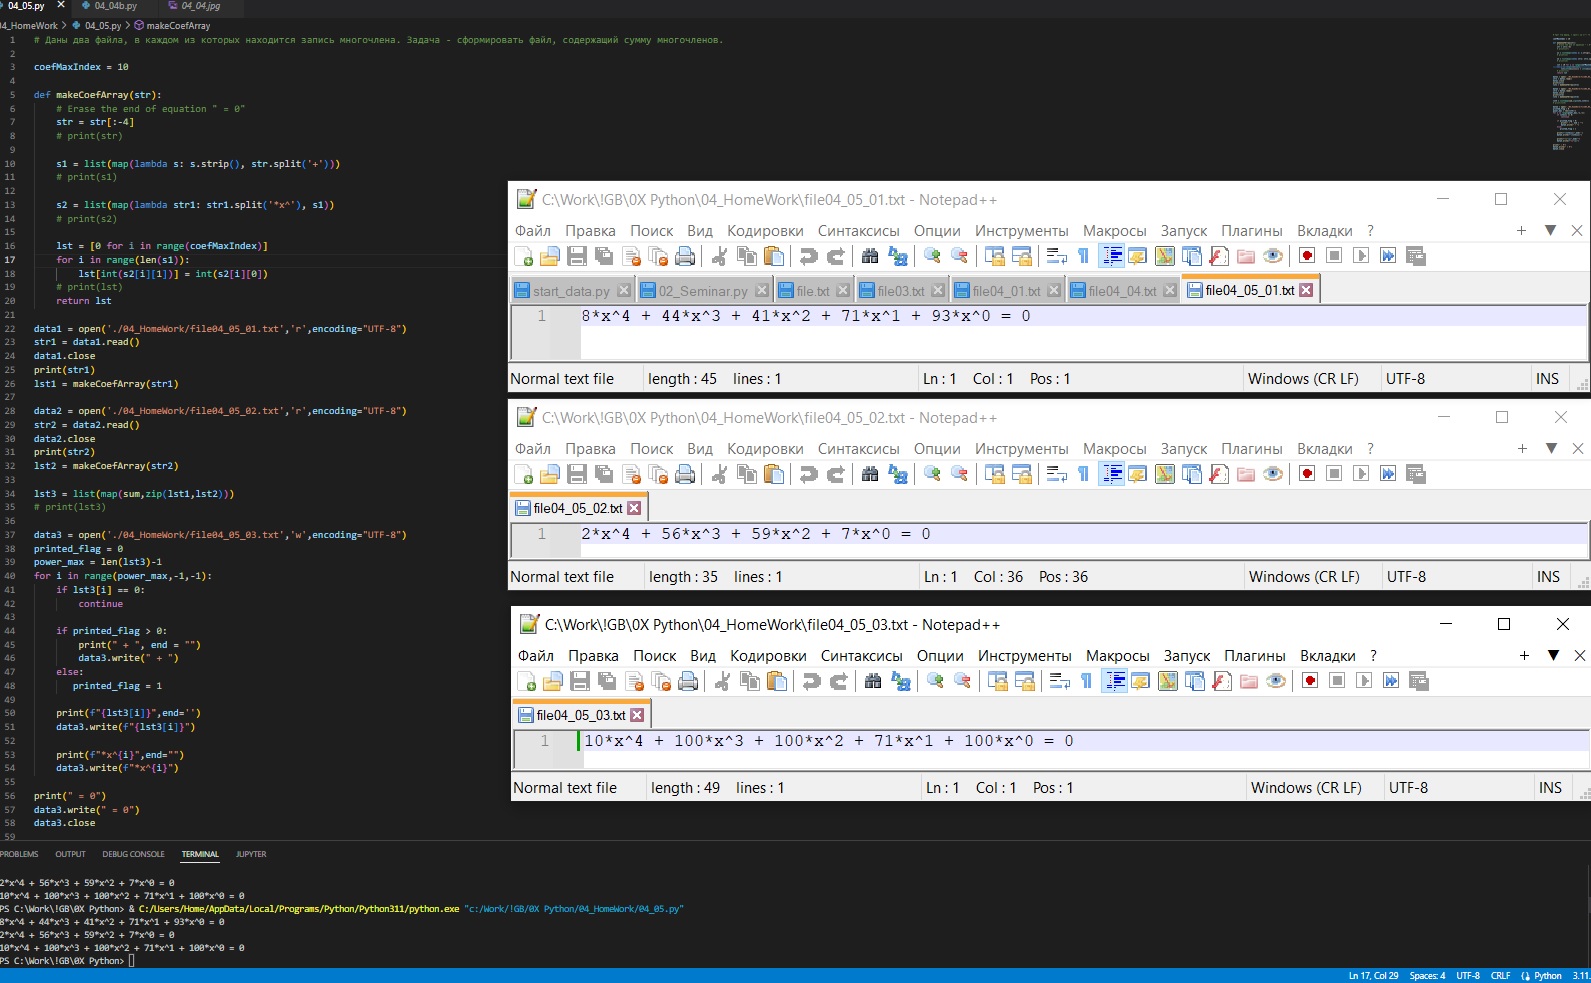 04_05.py
04_04b.py
04_04.jpg
04_HomeWork > 04_05.py > makeCoefArray
1 # Даны два файла, в каждом из которых находится запись многочлена. Задача - сформировать файл, содержащий сумму многочленов.
2
3 coefMaxIndex = 10
4
5 def makeCoefArray(str):
6     # Erase the end of equation " = 0"
7     str = str[:-4]
8     # print(str)
9
10     s1 = list(map(lambda s: s.strip(), str.split('+')))
11     # print(s1)
12
13     s2 = list(map(lambda str1: str1.split('*x^'), s1))
14     # print(s2)
15
16     lst = [0 for i in range(coefMaxIndex)]
17     for i in range(len(s1)):
18         lst[int(s2[i][1])] = int(s2[i][0])
19     # print(lst)
20     return lst
21
22 data1 = open('./04_HomeWork/file04_05_01.txt','r',encoding="UTF-8")
23 str1 = data1.read()
24 data1.close
25 print(str1)
26 lst1 = makeCoefArray(str1)
27
28 data2 = open('./04_HomeWork/file04_05_02.txt','r',encoding="UTF-8")
29 str2 = data2.read()
30 data2.close
31 print(str2)
32 lst2 = makeCoefArray(str2)
33
34 lst3 = list(map(sum,zip(lst1,lst2)))
35 # print(lst3)
36
37 data3 = open('./04_HomeWork/file04_05_03.txt','w',encoding="UTF-8")
38 printed_flag = 0
39 power_max = len(lst3)-1
40 for i in range(power_max,-1,-1):
41     if lst3[i] == 0:
42         continue
43
44     if printed_flag > 0:
45         print(" + ", end = "")
46         data3.write(" + ")
47     else:
48        printed_flag = 1
49
50     print(f"{lst3[i]}",end='')
51     data3.write(f"{lst3[i]}")
52
53     print(f"*x^{i}",end="")
54     data3.write(f"*x^{i}")
55
56 print(" = 0")
57 data3.write(" = 0")
58 data3.close
59
C:\Work\!GB\0X Python\04_HomeWork\file04_05_01.txt - Notepad++
Файл Правка Поиск Вид Кодировки Синтаксисы Опции Инструменты Макросы Запуск Плагины Вкладки ?
start_data.py 02_Seminar.py file.txt file03.txt file04_01.txt file04_04.txt file04_05_01.txt
1 8*x^4 + 44*x^3 + 41*x^2 + 71*x^1 + 93*x^0 = 0
Normal text file length : 45 lines : 1 Ln : 1 Col : 1 Pos : 1 Windows (CR LF) UTF-8 INS
C:\Work\!GB\0X Python\04_HomeWork\file04_05_02.txt - Notepad++
Файл Правка Поиск Вид Кодировки Синтаксисы Опции Инструменты Макросы Запуск Плагины Вкладки ?
file04_05_02.txt
1 2*x^4 + 56*x^3 + 59*x^2 + 7*x^0 = 0
Normal text file length : 35 lines : 1 Ln : 1 Col : 36 Pos : 36 Windows (CR LF) UTF-8 INS
C:\Work\!GB\0X Python\04_HomeWork\file04_05_03.txt - Notepad++
Файл Правка Поиск Вид Кодировки Синтаксисы Опции Инструменты Макросы Запуск Плагины Вкладки ?
file04_05_03.txt
1 10*x^4 + 100*x^3 + 100*x^2 + 71*x^1 + 100*x^0 = 0
Normal text file length : 49 lines : 1 Ln : 1 Col : 1 Pos : 1 Windows (CR LF) UTF-8 INS
PROBLEMS OUTPUT DEBUG CONSOLE TERMINAL JUPYTER
2*x^4 + 56*x^3 + 59*x^2 + 7*x^0 = 0
10*x^4 + 100*x^3 + 100*x^2 + 71*x^1 + 100*x^0 = 0
PS C:\Work\!GB\0X Python> & C:/Users/Home/AppData/Local/Programs/Python/Python311/python.exe "c:/Work/!GB/0X Python/04_HomeWork/04_05.py"
8*x^4 + 44*x^3 + 41*x^2 + 71*x^1 + 93*x^0 = 0
2*x^4 + 56*x^3 + 59*x^2 + 7*x^0 = 0
10*x^4 + 100*x^3 + 100*x^2 + 71*x^1 + 100*x^0 = 0
PS C:\Work\!GB\0X Python>
Ln 17, Col 29 Spaces: 4 UTF-8 CRLF Python 3.11.